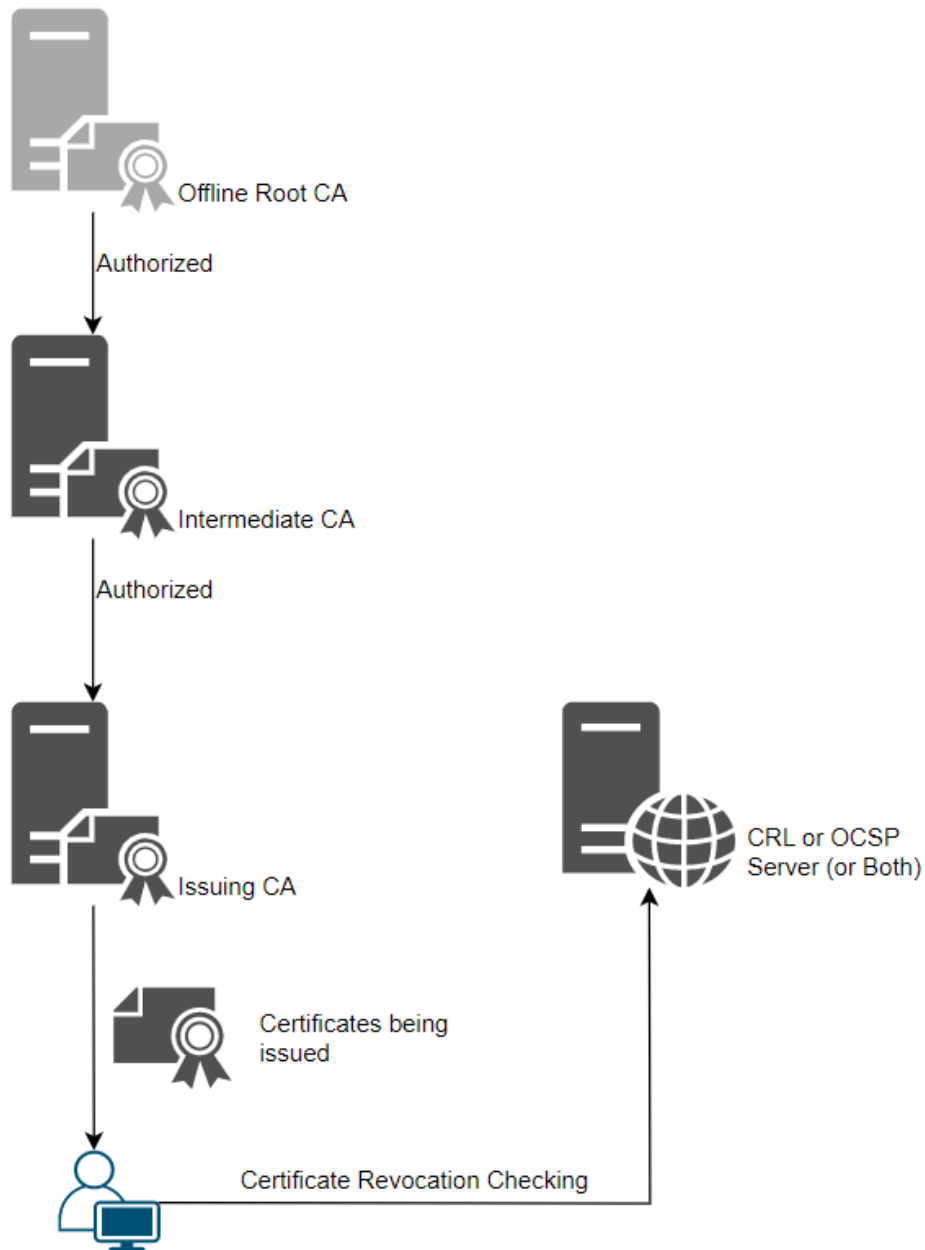 Offline Root CA
Authorized
Intermediate CA
Authorized
Issuing CA
CRL or OCSP
Server (or Both)
Certificates being
issued
Certificate Revocation Checking